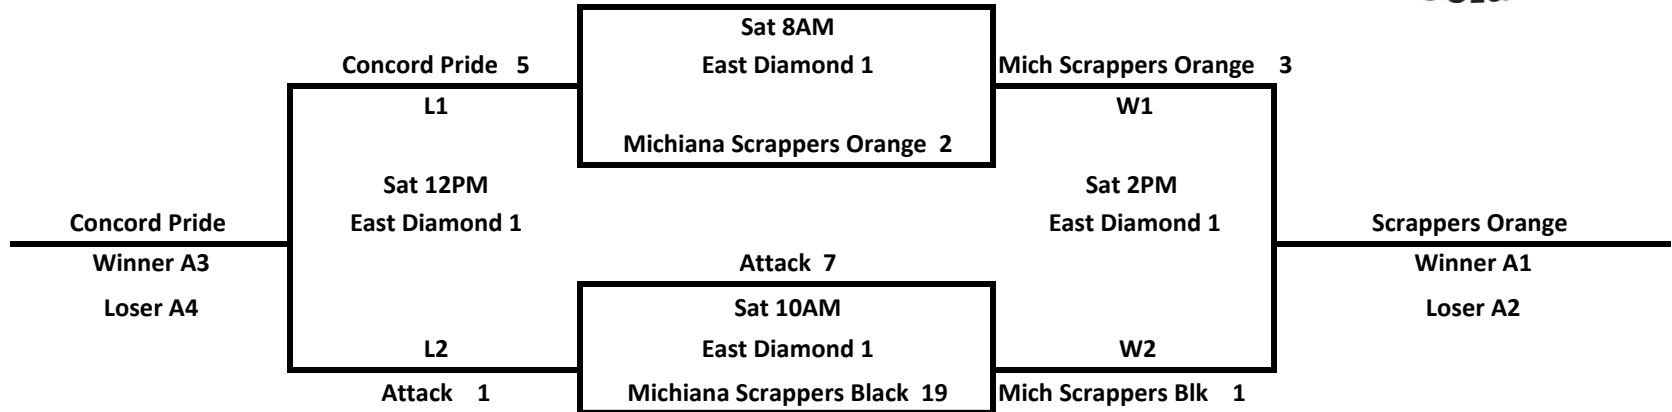 Sat 8AM
Concord Pride 5
East Diamond 1
Mich Scrappers Orange 3
L1
W1
Michiana Scrappers Orange 2
Sat 12PM
Sat 2PM
Concord Pride
East Diamond 1
East Diamond 1
Scrappers Orange
Winner A3
Attack 7
Winner A1
Loser A4
Sat 10AM
Loser A2
L2
East Diamond 1
W2
Attack 1
Michiana Scrappers Black 19
Mich Scrappers Blk 1